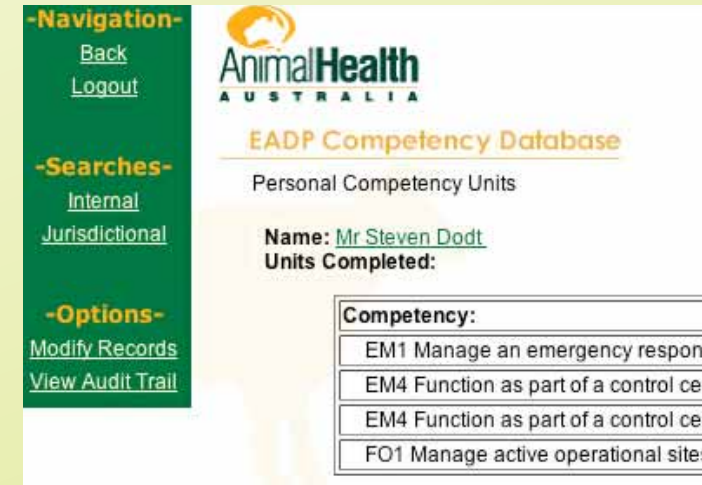 -Navigation-
Back
Logout
-Searches-
Internal
Jurisdictional
-Options-
Modify Records
View Audit Trail
AnimalHealth
AUSTRALIA
EADP Competency Database
Personal Competency Units
Name: Mr Steven Dodt
Units Completed:
Competency:
EM1 Manage an emergency respon
EM4 Function as part of a control ce
EM4 Function as part of a control ce
FO1 Manage active operational sites